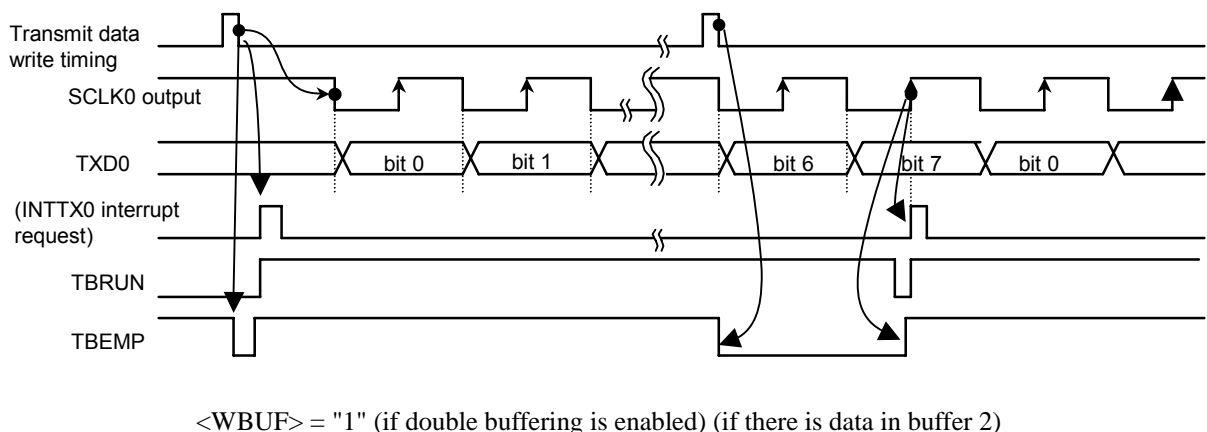 Transmit data
write timing
SCLK0 output
TXD0
bit 0 bit 1 bit 6 bit 7 bit 0
(INTTX0 interrupt
request)
TBRUN
TBEMP
<WBUF> = "1" (if double buffering is enabled) (if there is data in buffer 2)